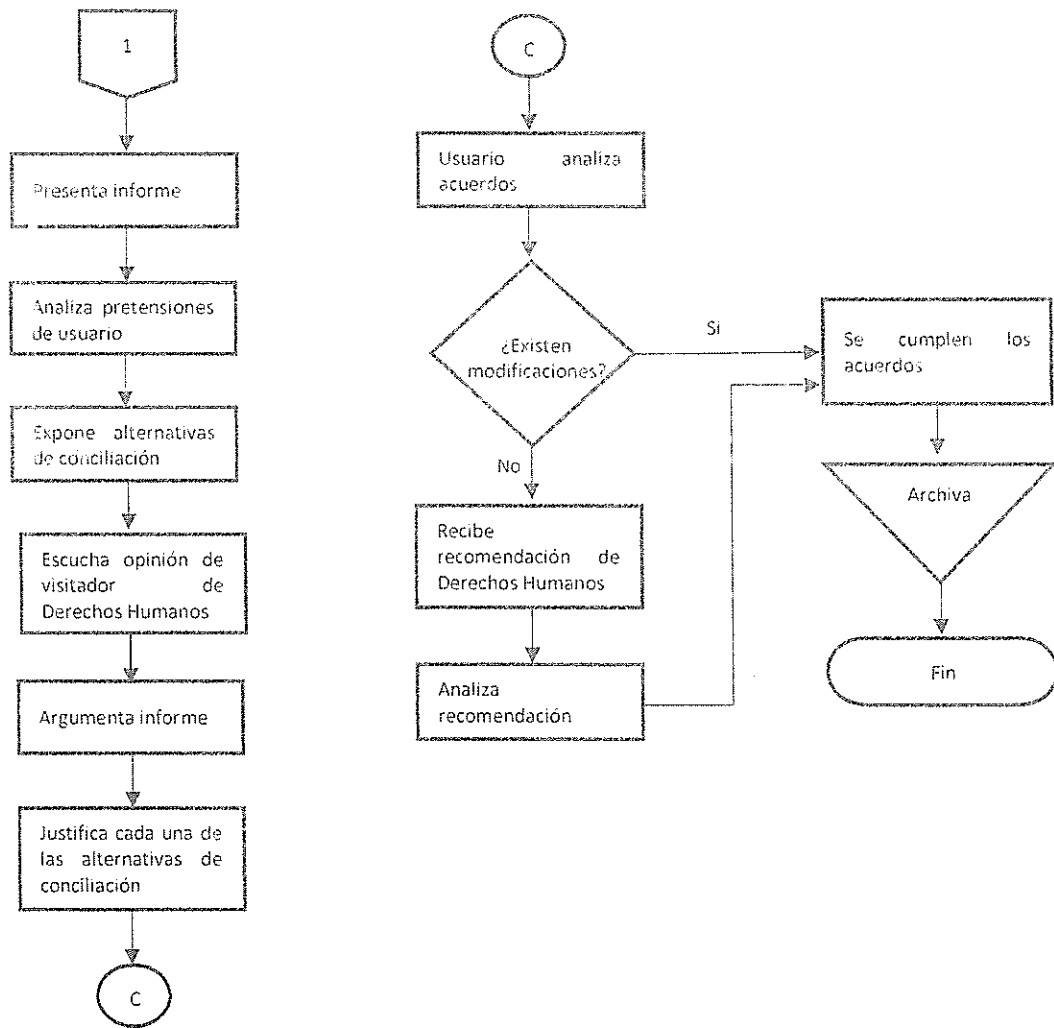 1
Presenta informe
Analiza pretensiones
de usuario
Expone alternativas
de conciliación
Escucha opinión de
visitador de
Derechos Humanos
Argumenta informe
Justifica cada una de
las alternativas de
conciliación
C
C
Usuario analiza
acuerdos
¿Existen
modificaciones?
Si
No
Recibe
recomendación de
Derechos Humanos
Analiza
recomendación
Se cumplen los
acuerdos
Archiva
Fin